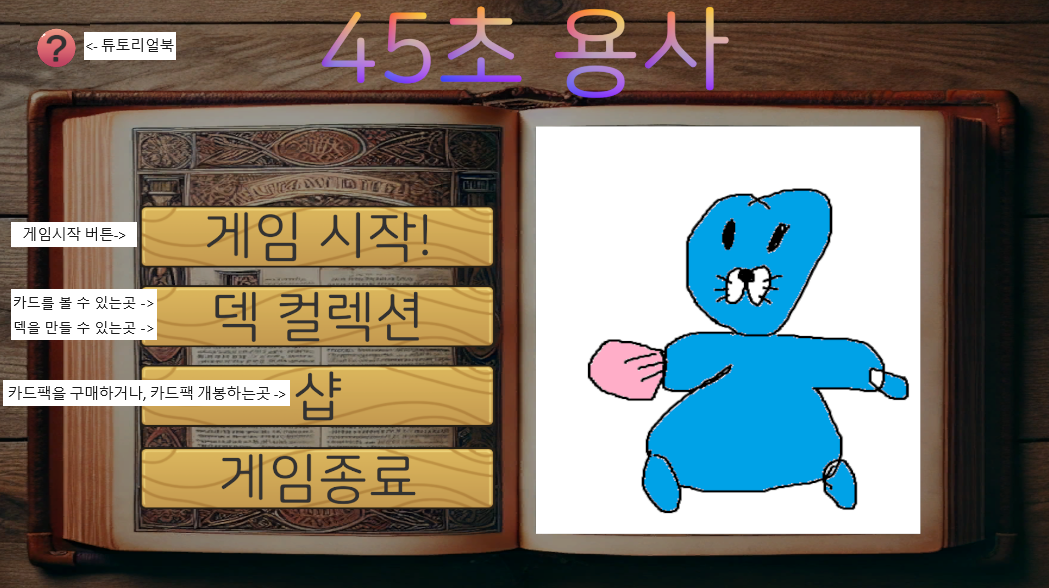 45초 용사
?
<- 튜토리얼북
게임시작 버튼->
게임 시작!
카드를 볼 수 있는곳 ->
덱을 만들 수 있는곳 ->
덱 컬렉션
카드팩을 구매하거나, 카드팩 개봉하는곳 ->
샵
게임종료